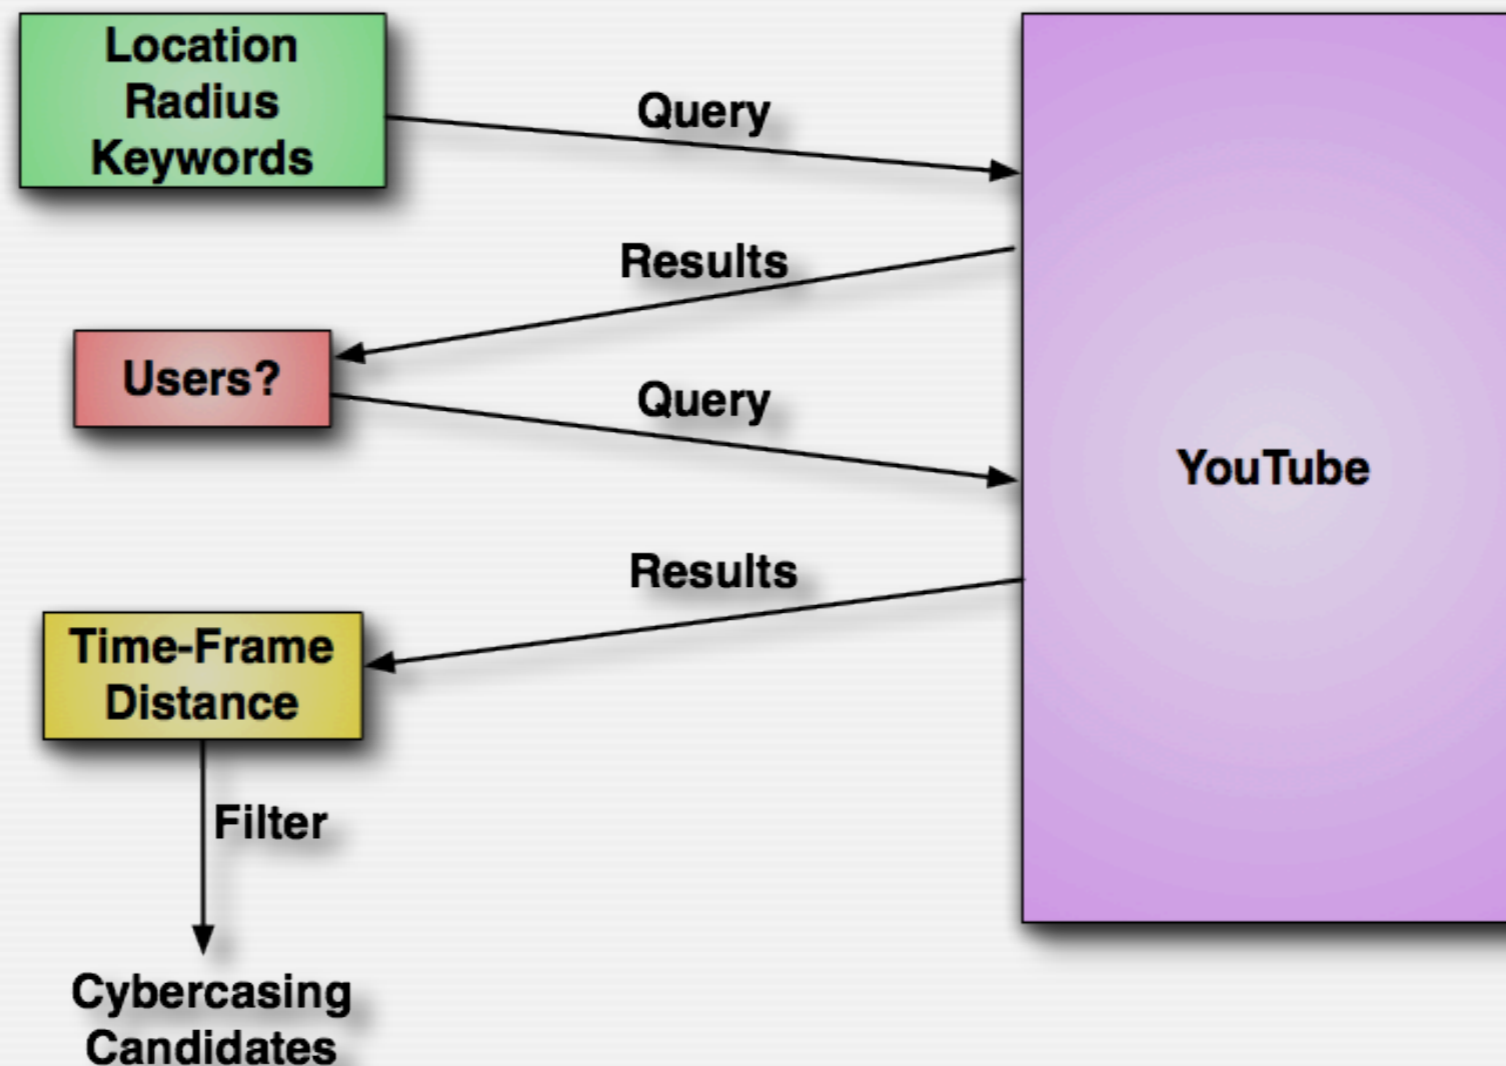 Location
Radius
Keywords
Query
Results
Users?
Query
YouTube
Results
Time-Frame
Distance
Filter
Cybercasing
Candidates